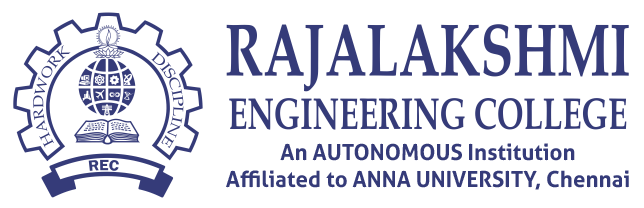 HARDWORK
DISCIPLINE
REC
RAJALAKSHMI
ENGINEERING COLLEGE
An AUTONOMOUS Institution
Affiliated to ANNA UNIVERSITY, Chennai